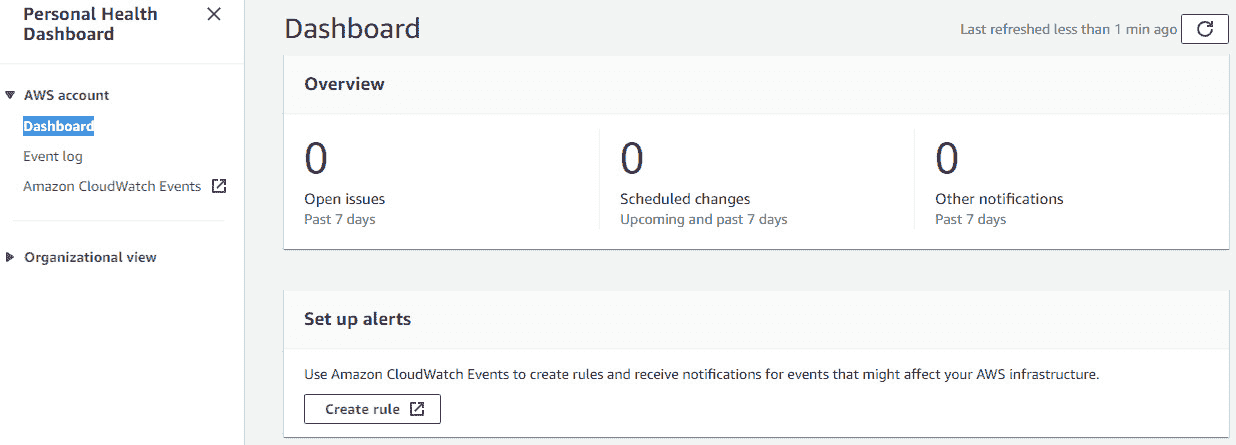 Personal Health
Dashboard
AWS account
Dashboard
Event log
Amazon CloudWatch Events
Organizational view
Dashboard
Last refreshed less than 1 min ago
Overview
0
Open issues
Past 7 days
0
Scheduled changes
Upcoming and past 7 days
0
Other notifications
Past 7 days
Set up alerts
Use Amazon CloudWatch Events to create rules and receive notifications for events that might affect your AWS infrastructure.
Create rule